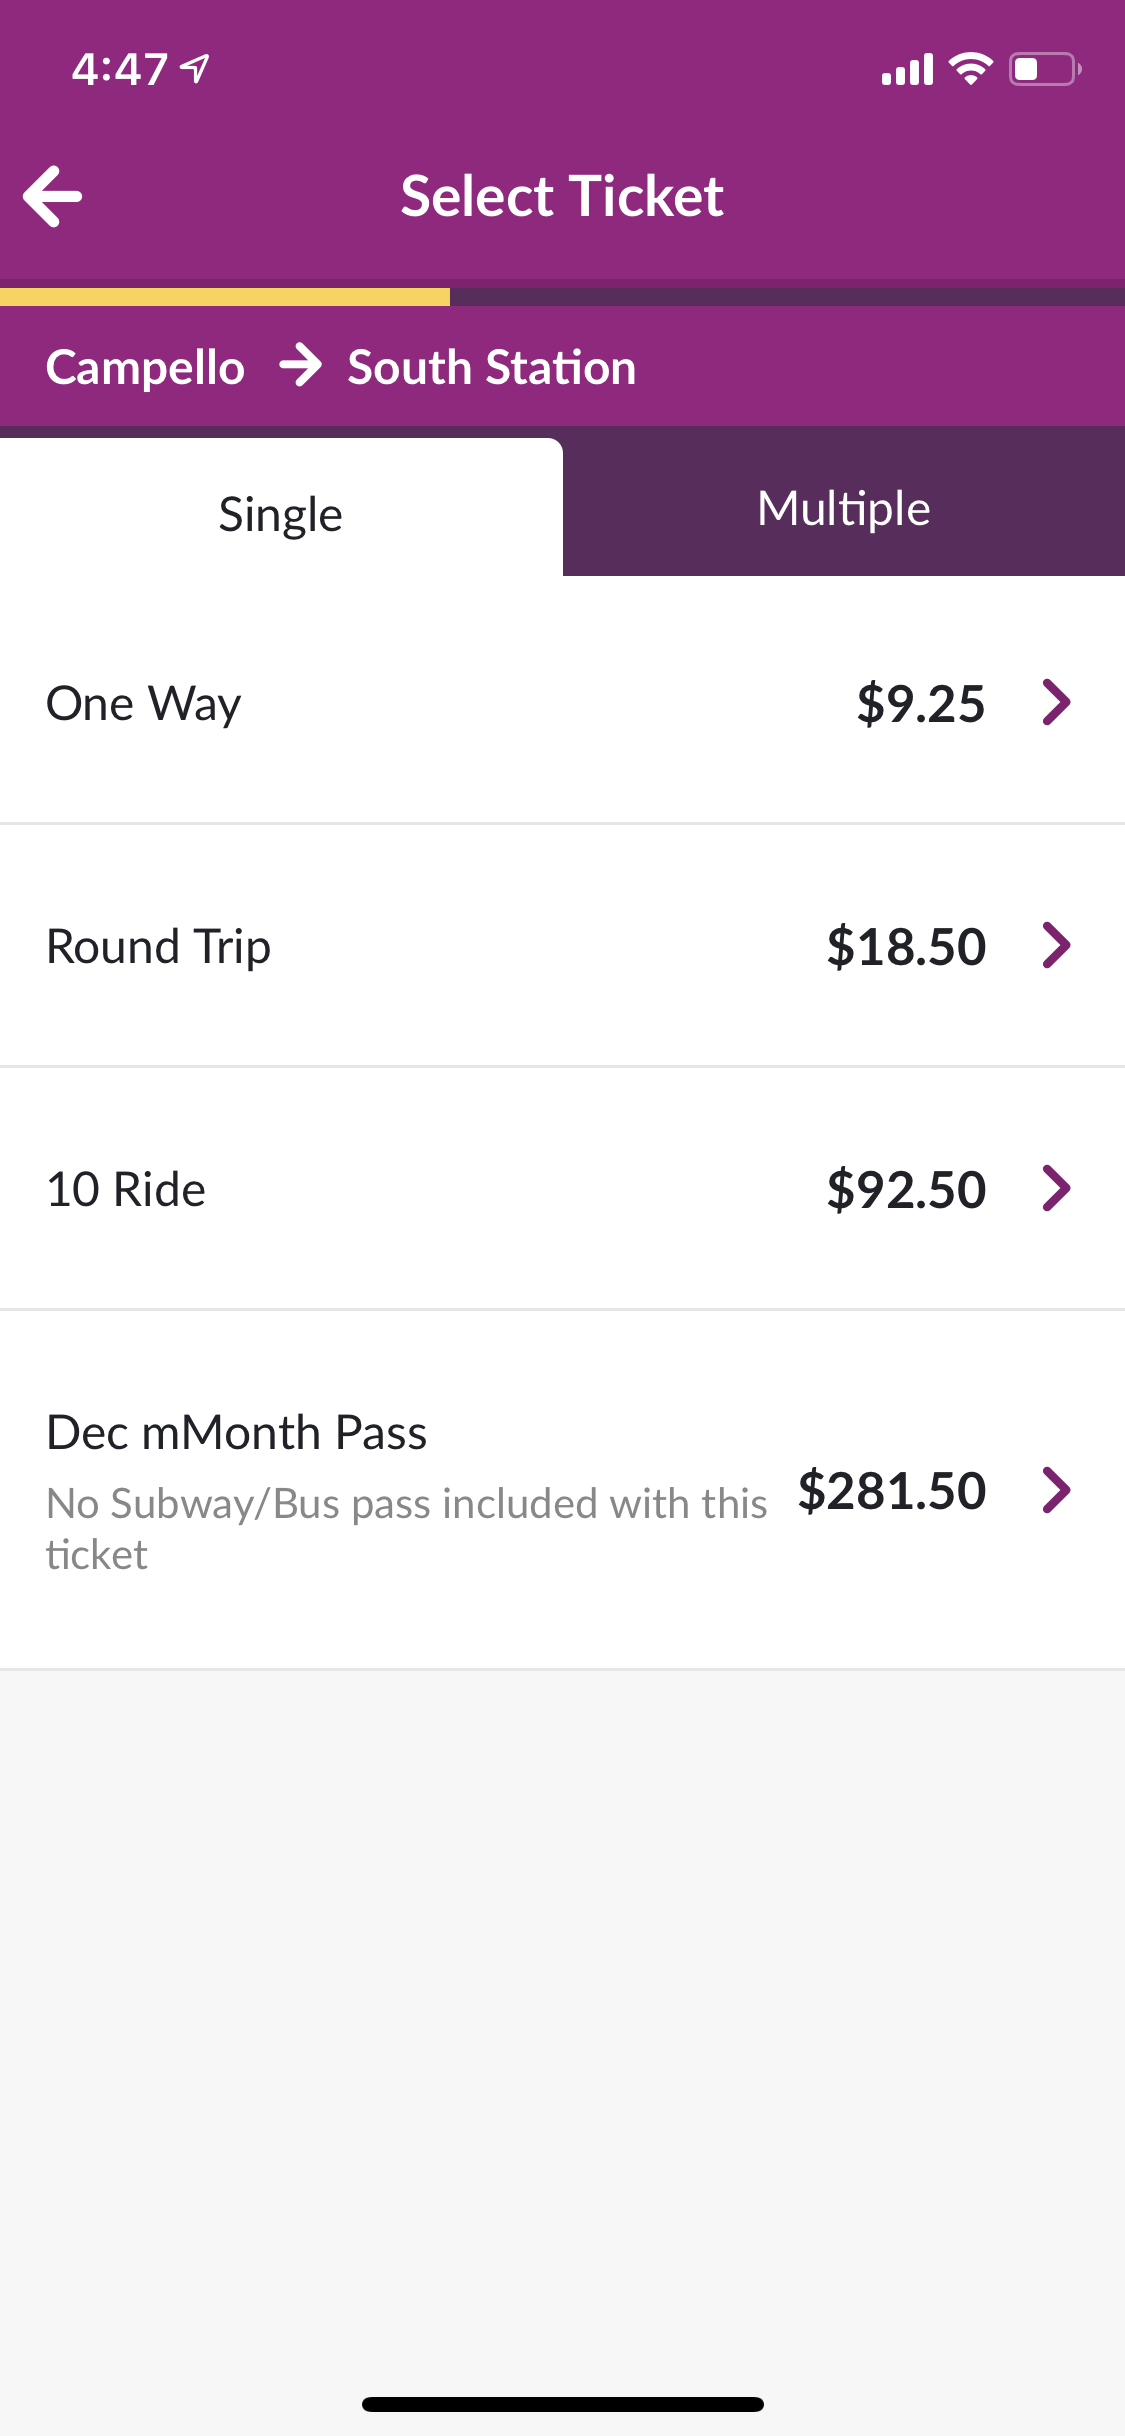 4:47
Select Ticket
Campello → South Station
Single
Multiple
One Way $9.25
Round Trip $18.50
10 Ride $92.50
Dec mMonth Pass
No Subway/Bus pass included with this
ticket
$281.50